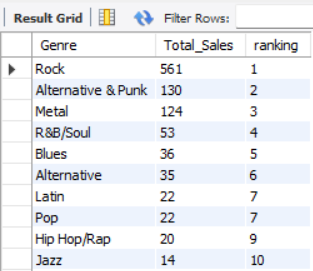 Result Grid Filter Rows:
Genre Total_Sales ranking
Rock 561 1
Alternative & Punk 130 2
Metal 124 3
R&B/Soul 53 4
Blues 36 5
Alternative 35 6
Latin 22 7
Pop 22 7
Hip Hop/Rap 20 9
Jazz 14 10